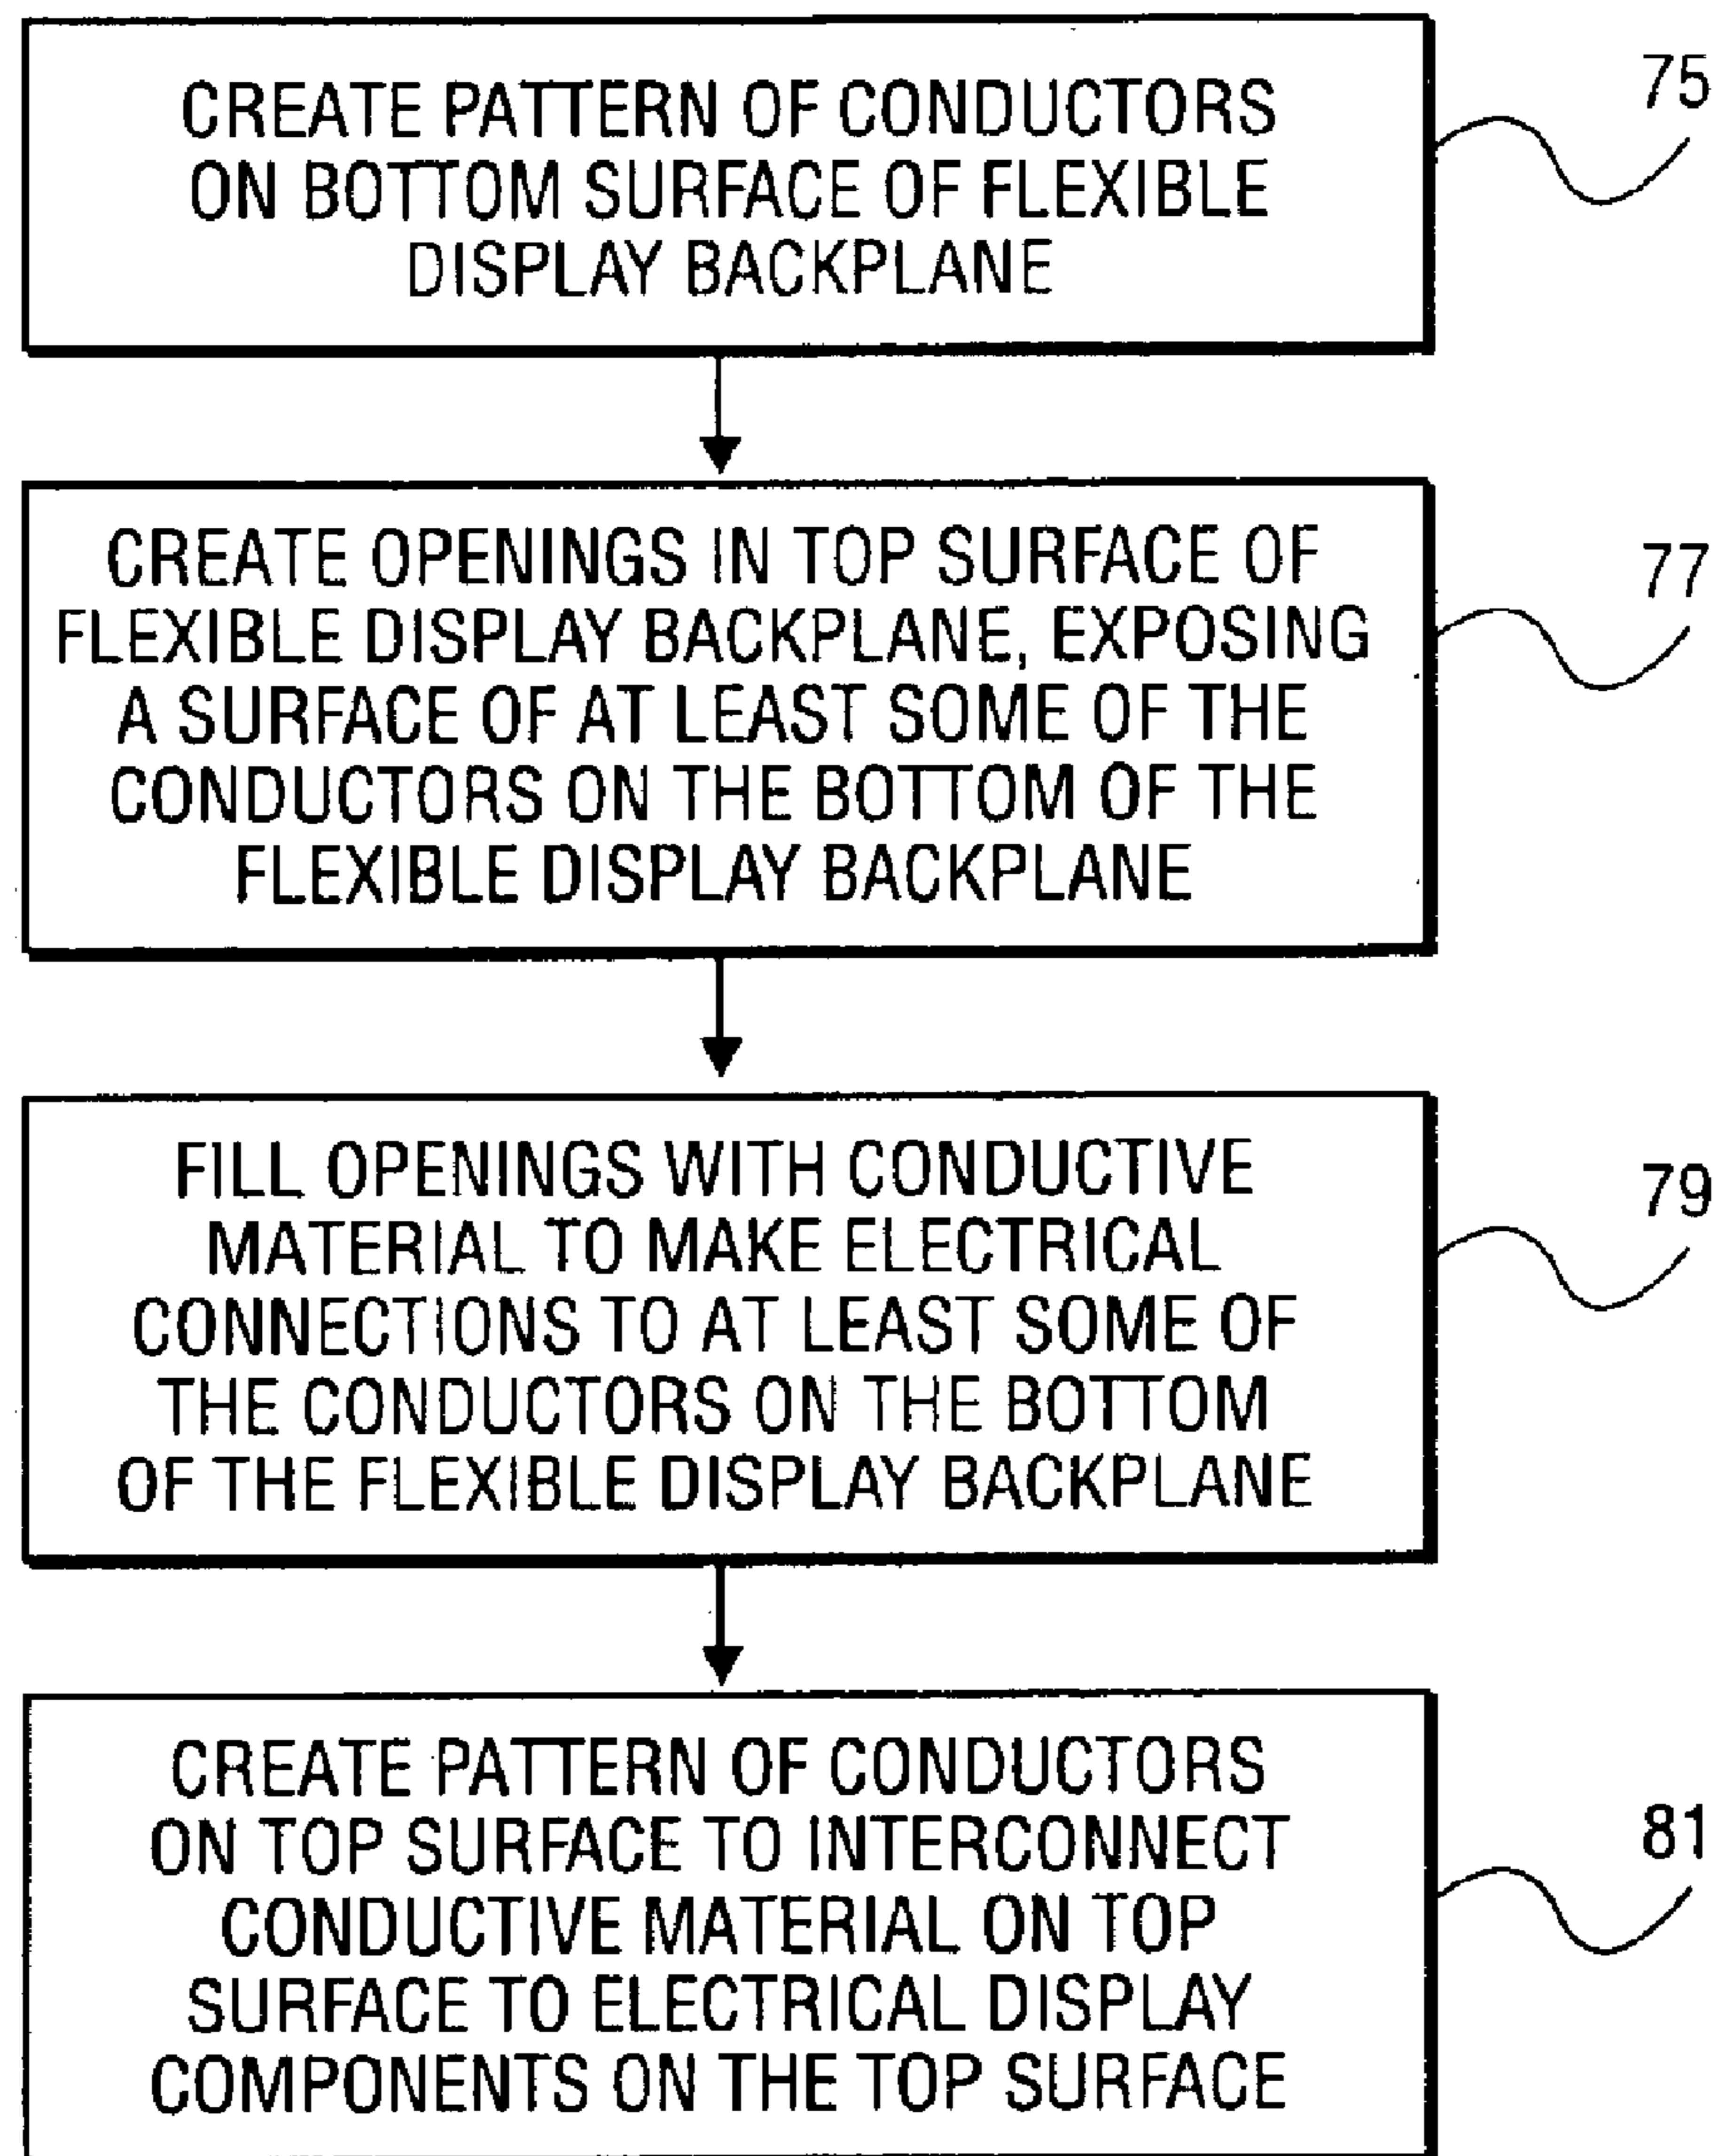 CREATE PATTERN OF CONDUCTORS
ON BOTTOM SURFACE OF FLEXIBLE
DISPLAY BACKPLANE
75
CREATE OPENINGS IN TOP SURFACE OF
FLEXIBLE DISPLAY BACKPLANE, EXPOSING
A SURFACE OF AT LEAST SOME OF THE
CONDUCTORS ON THE BOTTOM OF THE
FLEXIBLE DISPLAY BACKPLANE
77
FILL OPENINGS WITH CONDUCTIVE
MATERIAL TO MAKE ELECTRICAL
CONNECTIONS TO AT LEAST SOME OF
THE CONDUCTORS ON THE BOTTOM
OF THE FLEXIBLE DISPLAY BACKPLANE
79
CREATE PATTERN OF CONDUCTORS
ON TOP SURFACE TO INTERCONNECT
CONDUCTIVE MATERIAL ON TOP
SURFACE TO ELECTRICAL DISPLAY
COMPONENTS ON THE TOP SURFACE
81